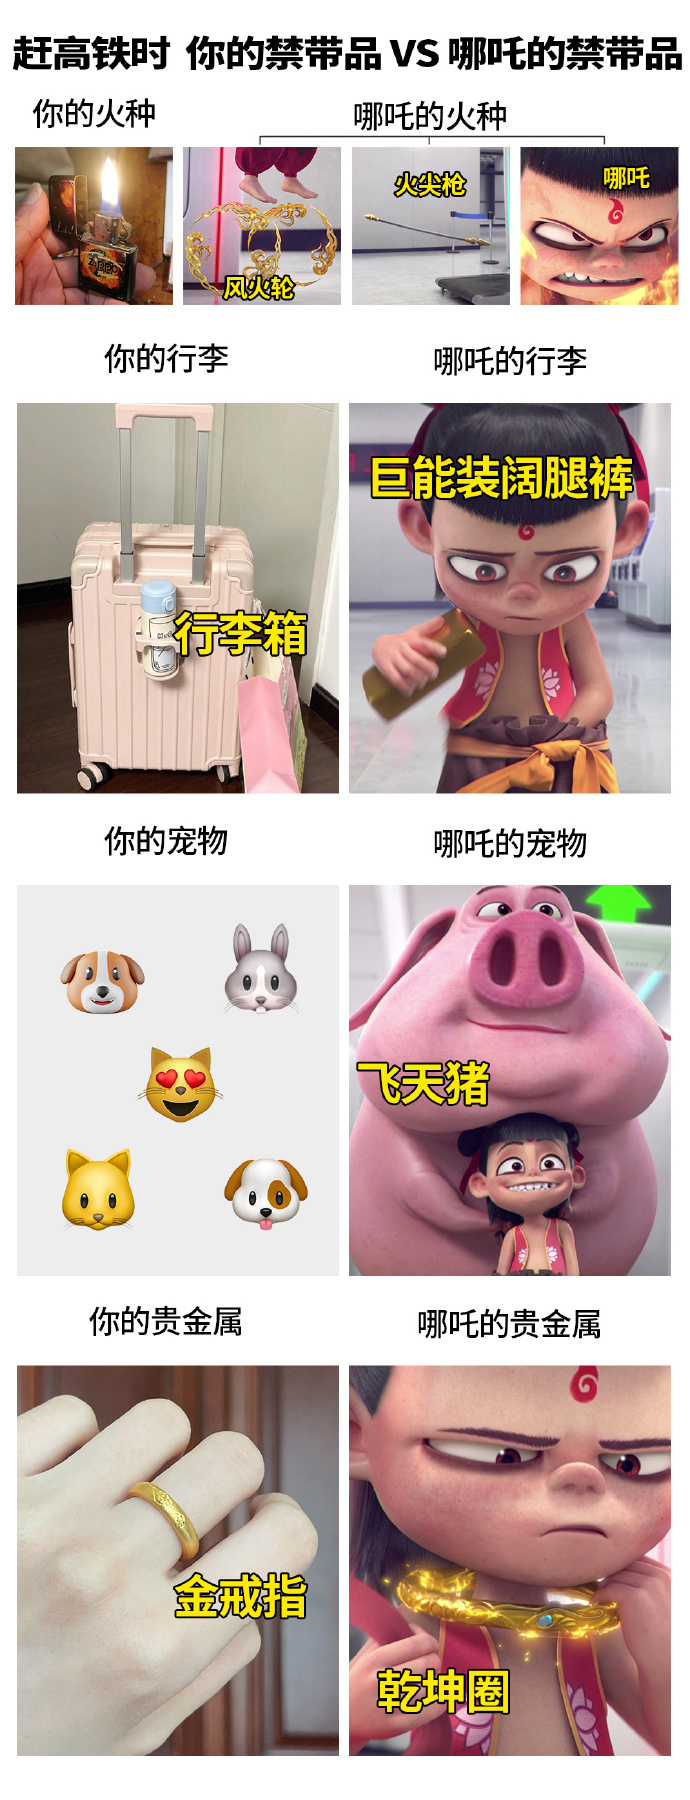 赶高铁时 你的禁带品 VS 哪吒的禁带品
你的火种
哪吒的火种
Zippo
风火轮
火尖枪
哪吒
你的行李
哪吒的行李
行李箱
巨能装阔腿裤
你的宠物
哪吒的宠物
飞天猪
你的贵金属
哪吒的贵金属
金戒指
乾坤圈